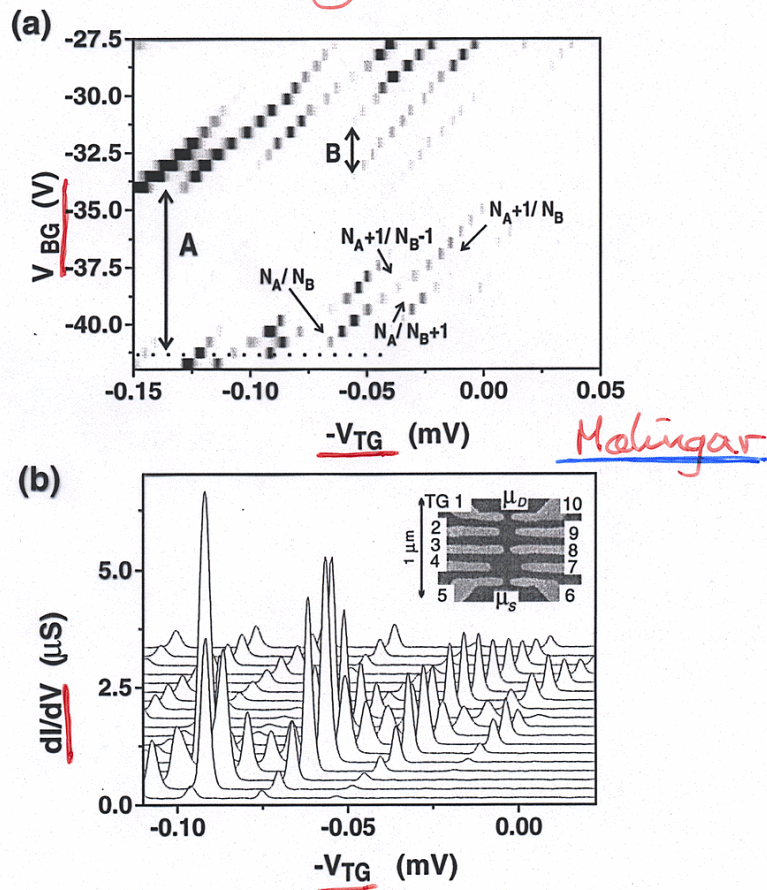 (a)
-27.5
-30.0
-32.5
-35.0
-37.5
-40.0
V BG (V)
A
B
NA/ NB
NA+1/ NB-1
NA/ NB+1
NA+1/ NB
-0.15 -0.10 -0.05 0.00 0.05
-VTG (mV)
(b)
5.0
2.5
0.0
dI/dV (μS)
TG 1 μD 10
2 9
3 8
4 7
5 μS 6
1 μm
-0.10 -0.05 0.00
-VTG (mV)